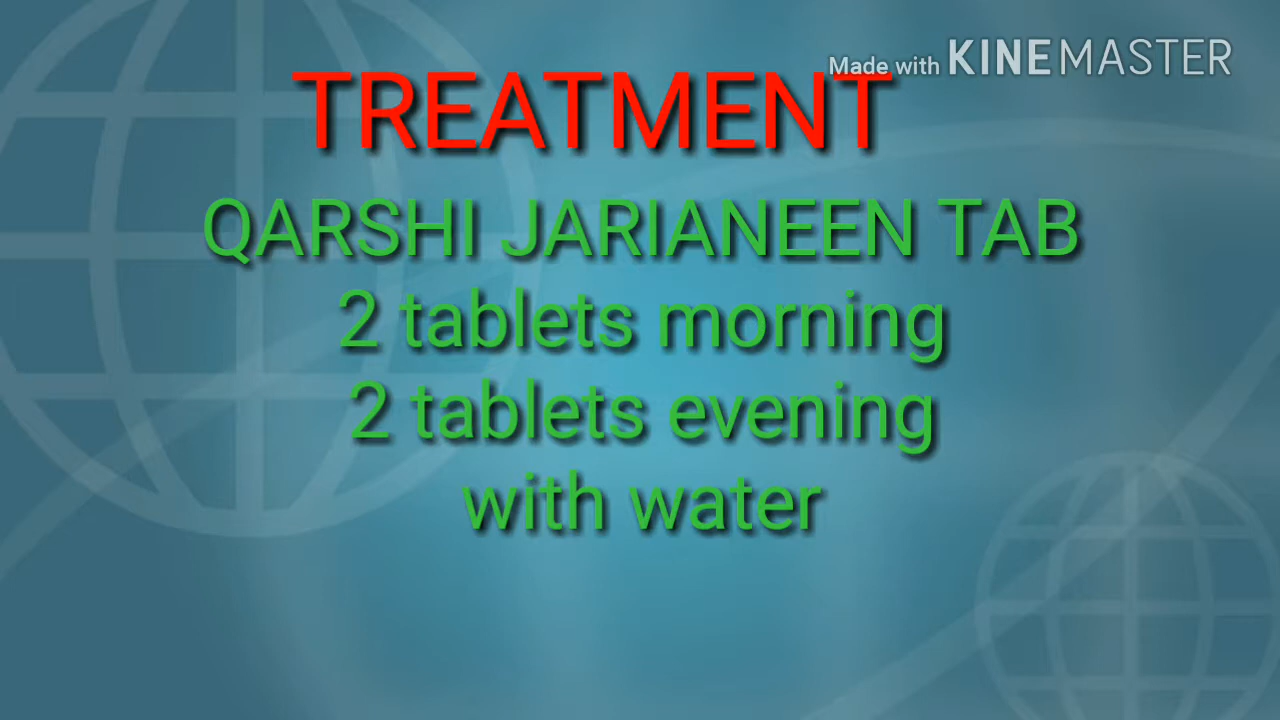 Made with KINEMASTER
TREATMENT
QARSHI JARIANEEN TAB
2 tablets morning
2 tablets evening
with water